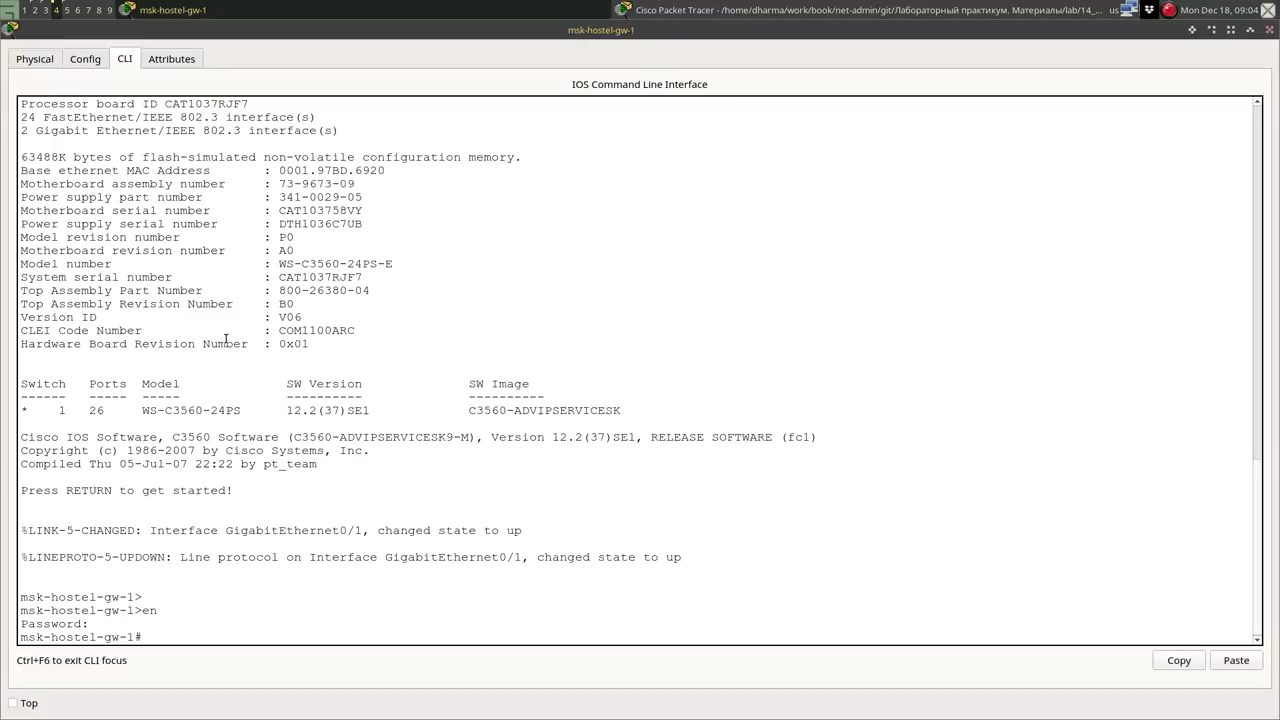 1 2 3 4 5 6 7 8 9 msk-hostel-gw-1 Cisco Packet Tracer - /home/dharma/work/book/net-admin/git/Лабораторный практикум. Материалы/lab/14_... us Mon Dec 18, 09:04
msk-hostel-gw-1
Physical Config CLI Attributes
IOS Command Line Interface
Processor board ID CAT1037RJF7
24 FastEthernet/IEEE 802.3 interface(s)
2 Gigabit Ethernet/IEEE 802.3 interface(s)
63488K bytes of flash-simulated non-volatile configuration memory.
Base ethernet MAC Address : 0001.97BD.6920
Motherboard assembly number : 73-9673-09
Power supply part number : 341-0029-05
Motherboard serial number : CAT103758VY
Power supply serial number : DTH1036C7UB
Model revision number : P0
Motherboard revision number : A0
Model number : WS-C3560-24PS-E
System serial number : CAT1037RJF7
Top Assembly Part Number : 800-26380-04
Top Assembly Revision Number : B0
Version ID : V06
CLEI Code Number : COM1100ARC
Hardware Board Revision Number : 0x01
Switch Ports Model SW Version SW Image
------ ----- ----- ---------- ----------
* 1 26 WS-C3560-24PS 12.2(37)SE1 C3560-ADVIPSERVICESK
Cisco IOS Software, C3560 Software (C3560-ADVIPSERVICESK9-M), Version 12.2(37)SE1, RELEASE SOFTWARE (fc1)
Copyright (c) 1986-2007 by Cisco Systems, Inc.
Compiled Thu 05-Jul-07 22:22 by pt_team
Press RETURN to get started!
%LINK-5-CHANGED: Interface GigabitEthernet0/1, changed state to up
%LINEPROTO-5-UPDOWN: Line protocol on Interface GigabitEthernet0/1, changed state to up
msk-hostel-gw-1>
msk-hostel-gw-1>en
Password:
msk-hostel-gw-1#
Ctrl+F6 to exit CLI focus
Copy Paste
Top